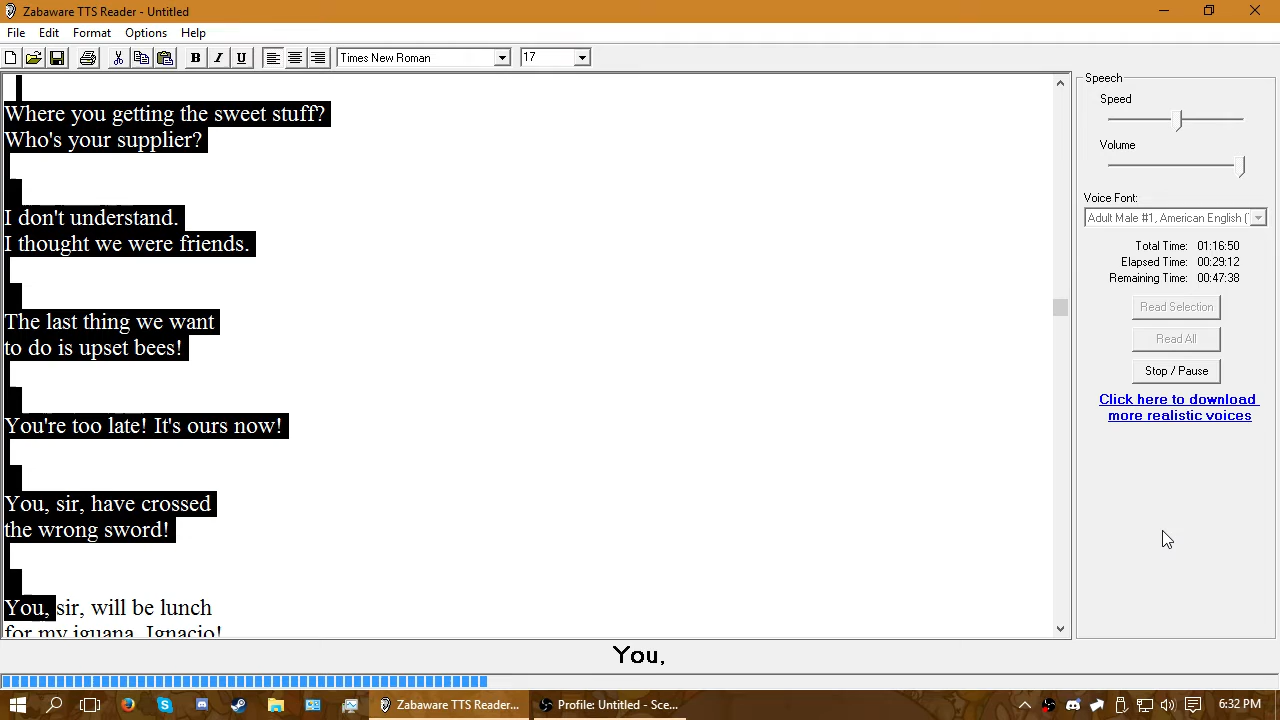 Zabaware TTS Reader - Untitled
File Edit Format Options Help
B I U Times New Roman 17
Where you getting the sweet stuff?
Who's your supplier?
I don't understand.
I thought we were friends.
The last thing we want
to do is upset bees!
You're too late! It's ours now!
You, sir, have crossed
the wrong sword!
You, sir, will be lunch
for my iguana, Ignacio!
Speech
Speed
Volume
Voice Font:
Adult Male #1, American English (
Total Time: 01:16:50
Elapsed Time: 00:29:12
Remaining Time: 00:47:38
Read Selection
Read All
Stop / Pause
Click here to download
more realistic voices
You,
Zabaware TTS Reader... Profile: Untitled - Sce... 6:32 PM